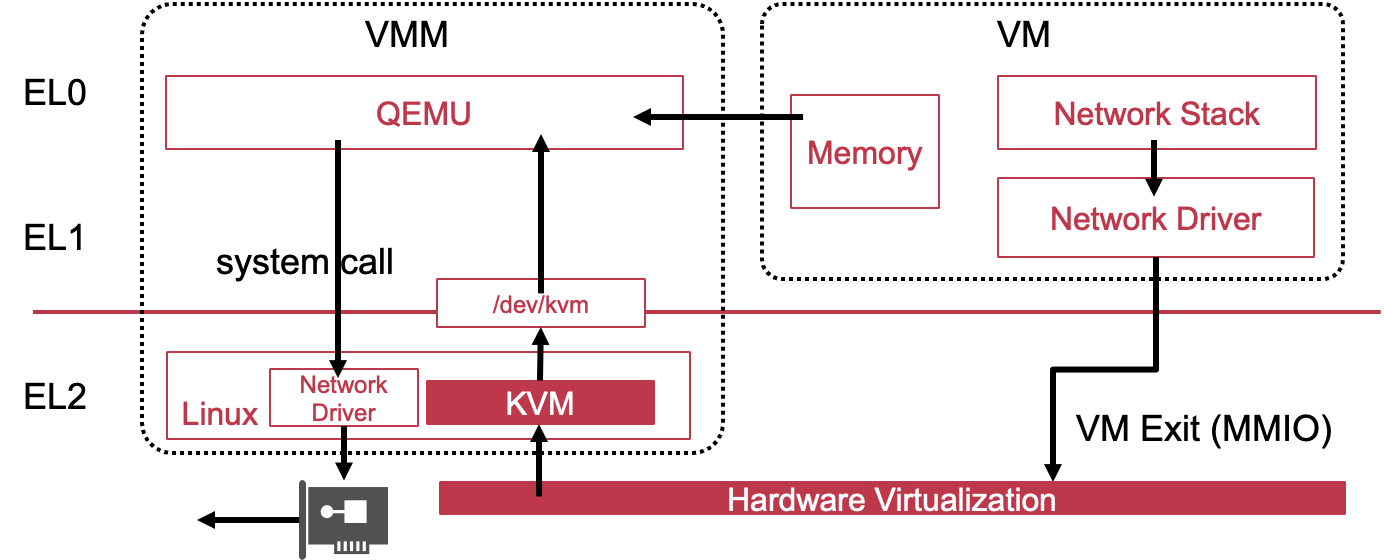 VMM
VM
EL0
QEMU
Memory
Network Stack
Network Driver
EL1
system call
/dev/kvm
EL2
Linux
Network
Driver
KVM
VM Exit (MMIO)
Hardware Virtualization